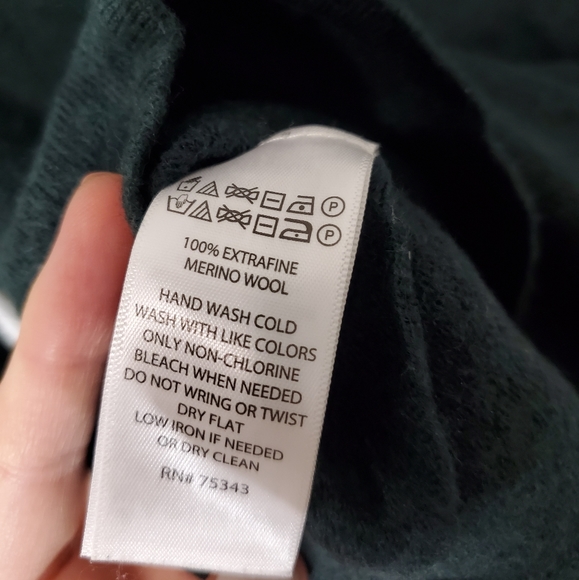 P
P
100% EXTRAFINE
MERINO WOOL
HAND WASH COLD
WASH WITH LIKE COLORS
ONLY NON-CHLORINE
BLEACH WHEN NEEDED
DO NOT WRING OR TWIST
DRY FLAT
LOW IRON IF NEEDED
OR DRY CLEAN
RN# 75343